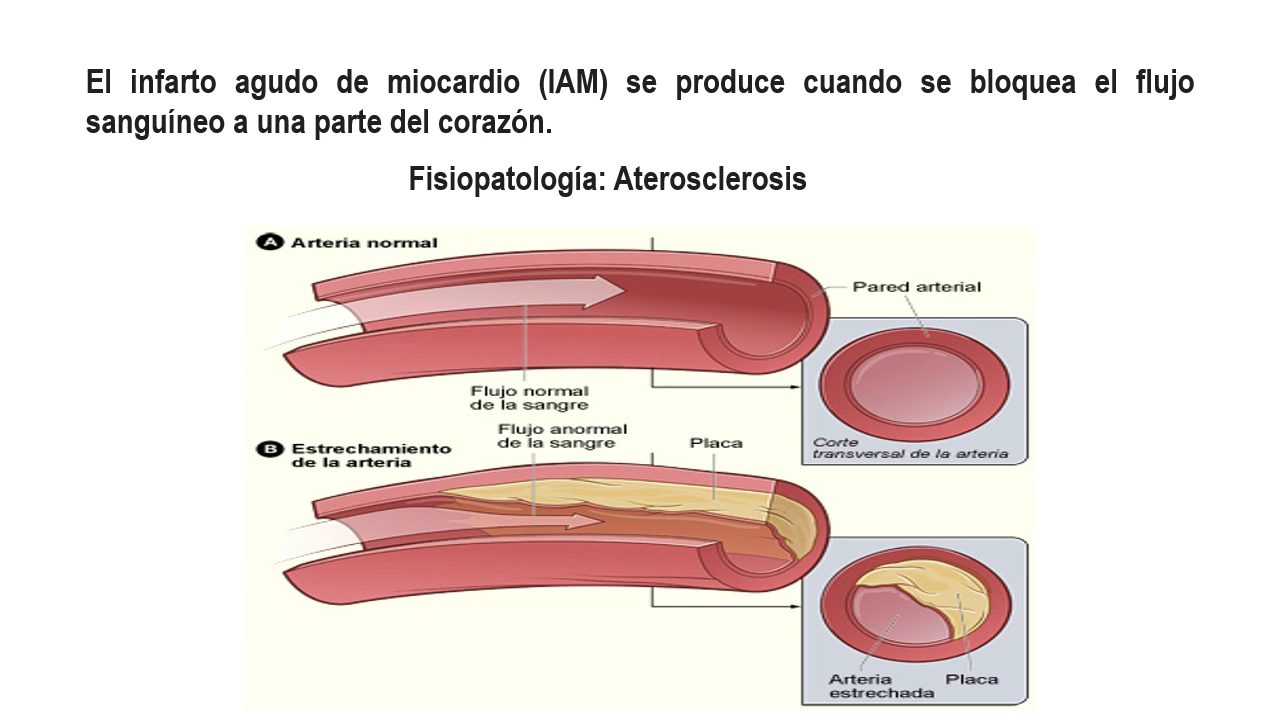 El infarto agudo de miocardio (IAM) se produce cuando se bloquea el flujo
sanguíneo a una parte del corazón.
Fisiopatología: Aterosclerosis
A Arteria normal
Pared arterial
Flujo normal
de la sangre
Corte
transversal de la arteria
Flujo anormal
de la sangre
Placa
B Estrechamiento
de la arteria
Arteria
estrechada
Placa